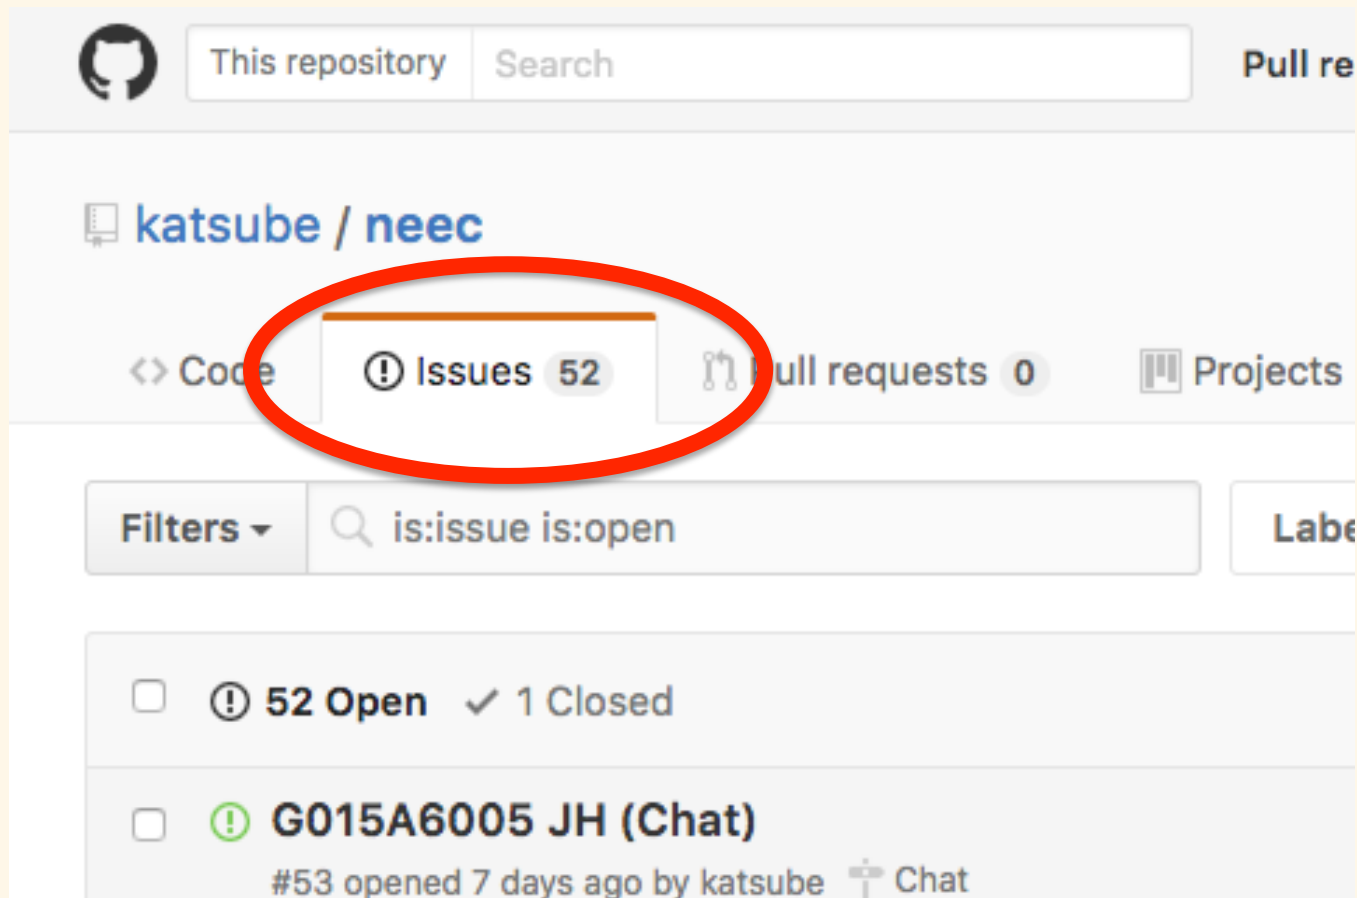 This repository Search Pull re
katsube / neec
Code Issues 52 Pull requests 0 Projects
Filters is:issue is:open Labe
52 Open 1 Closed
G015A6005 JH (Chat)
#53 opened 7 days ago by katsube Chat